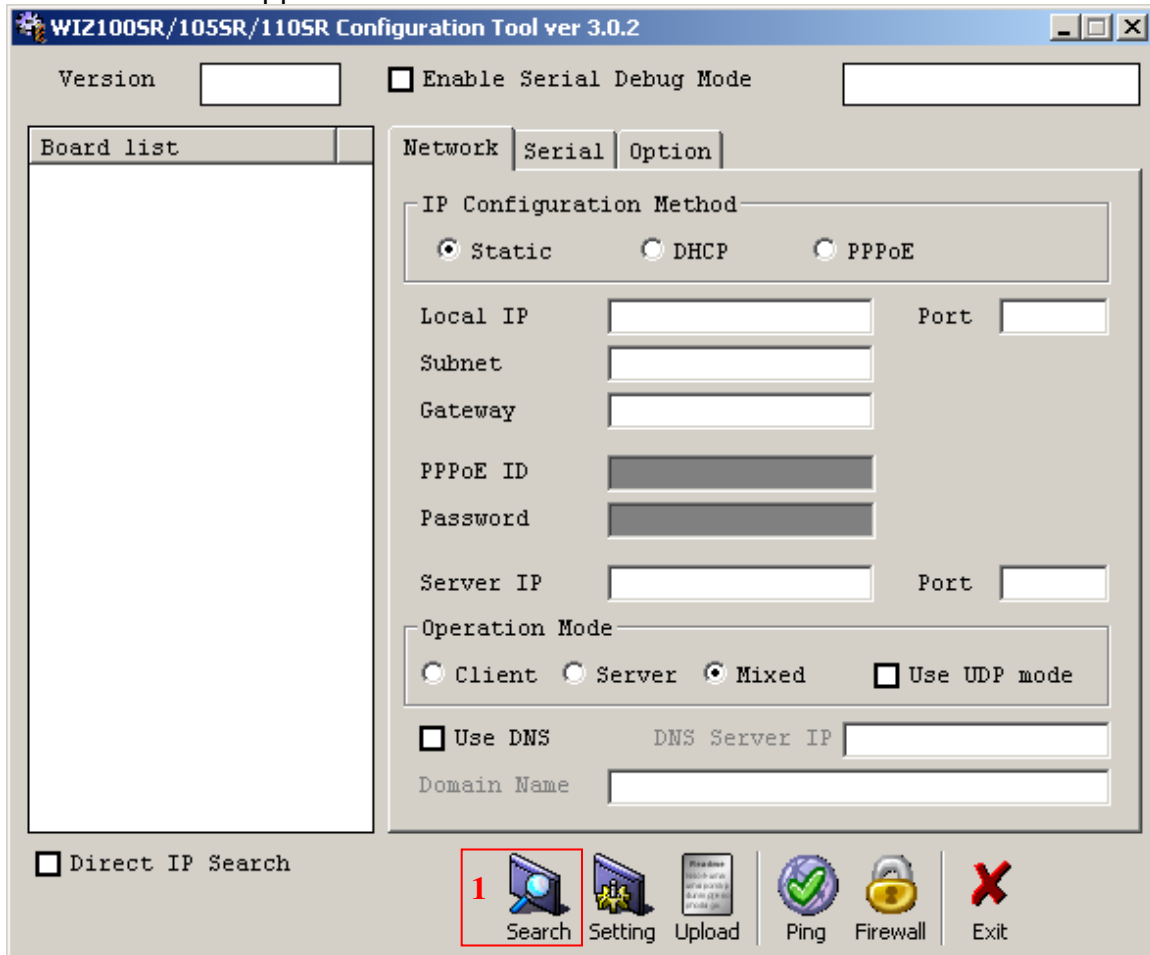 WIZ100SR/105SR/110SR Configuration Tool ver 3.0.2
Version
Enable Serial Debug Mode
Board list
Network Serial Option
IP Configuration Method
Static DHCP PPPoE
Local IP Port
Subnet
Gateway
PPPoE ID
Password
Server IP Port
Operation Mode
Client Server Mixed Use UDP mode
Use DNS DNS Server IP
Domain Name
Direct IP Search
1
Readme
Search Setting Upload Ping Firewall Exit